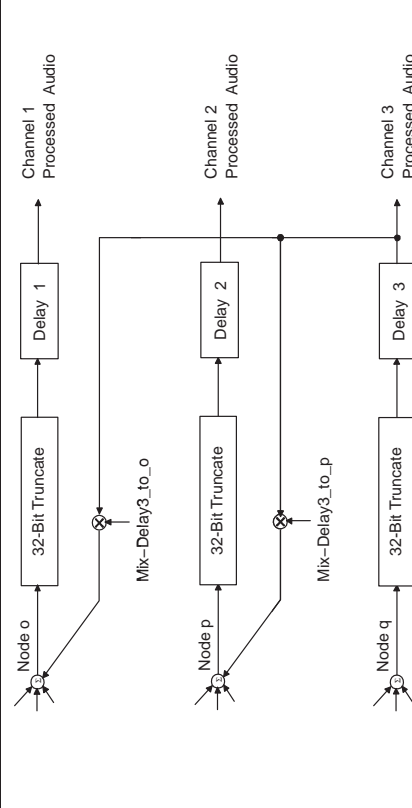 Channel 1
Processed Audio
Delay 1
32-Bit Truncate
Node o
Mix–Delay3_to_o
Channel 2
Processed Audio
Delay 2
32-Bit Truncate
Node p
Mix–Delay3_to_p
Channel 3
Processed Audio
Delay 3
32-Bit Truncate
Node q
Σ
Σ
Σ